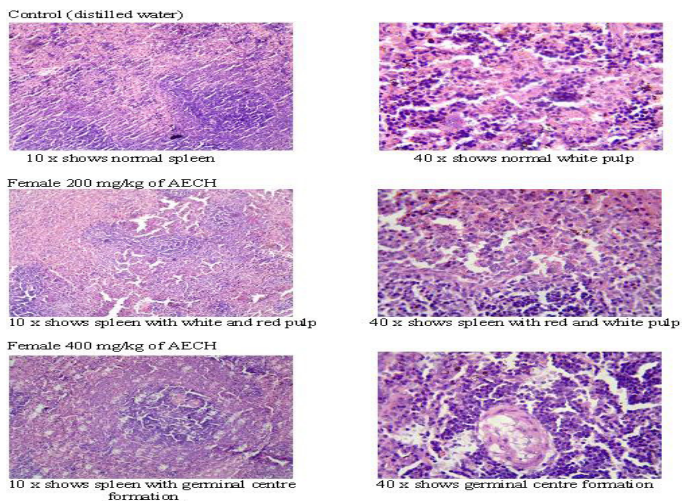 Control (distilled water)
10 x shows normal spleen
40 x shows normal white pulp
Female 200 mg/kg of AECH
10 x shows spleen with white and red pulp
40 x shows spleen with red and white pulp
Female 400 mg/kg of AECH
10 x shows spleen with germinal centre
formation
40 x shows germinal centre formation